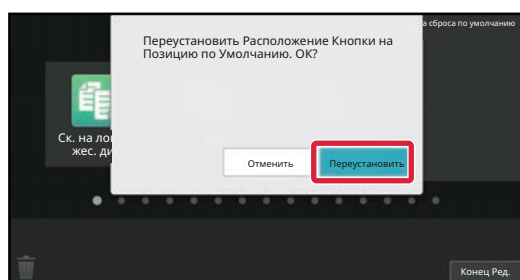 а сброса по умолчанию
Переустановить Расположение Кнопки на
Позицию по Умолчанию. ОК?
Ск. на ло
жес. ди
Отменить
Переустановить
Конец Ред.